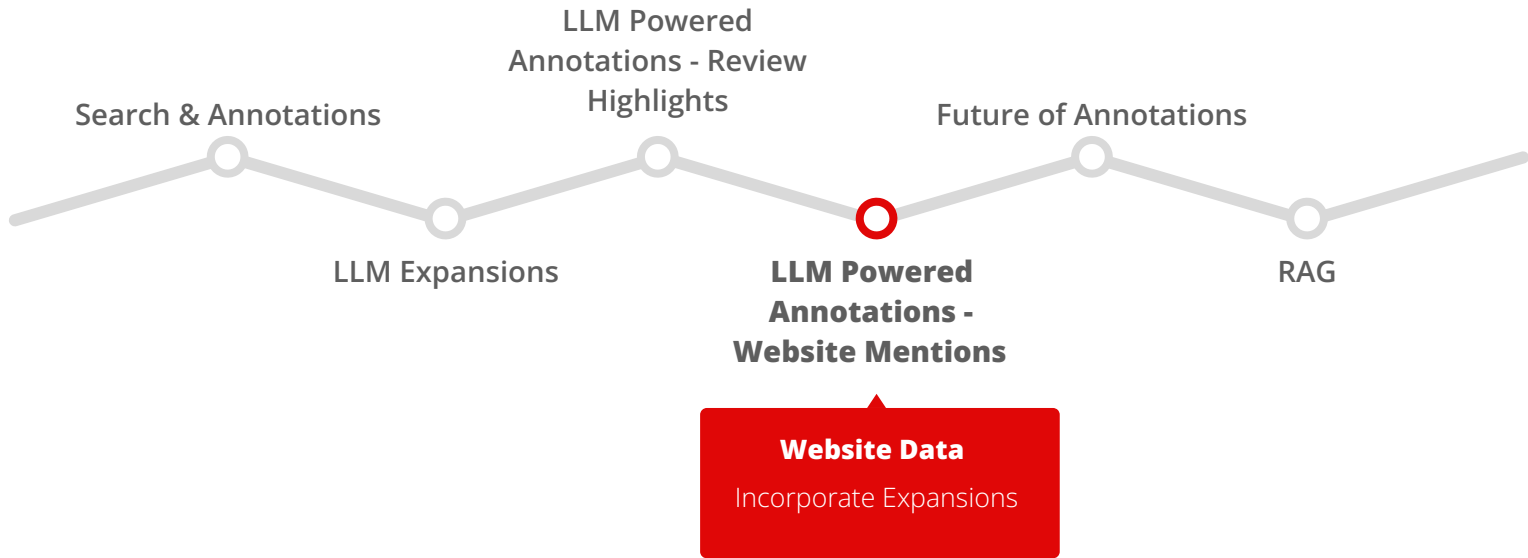 LLM Powered
Annotations - Review
Highlights
Search & Annotations
Future of Annotations
LLM Expansions
LLM Powered
Annotations -
Website Mentions
RAG
Website Data
Incorporate Expansions